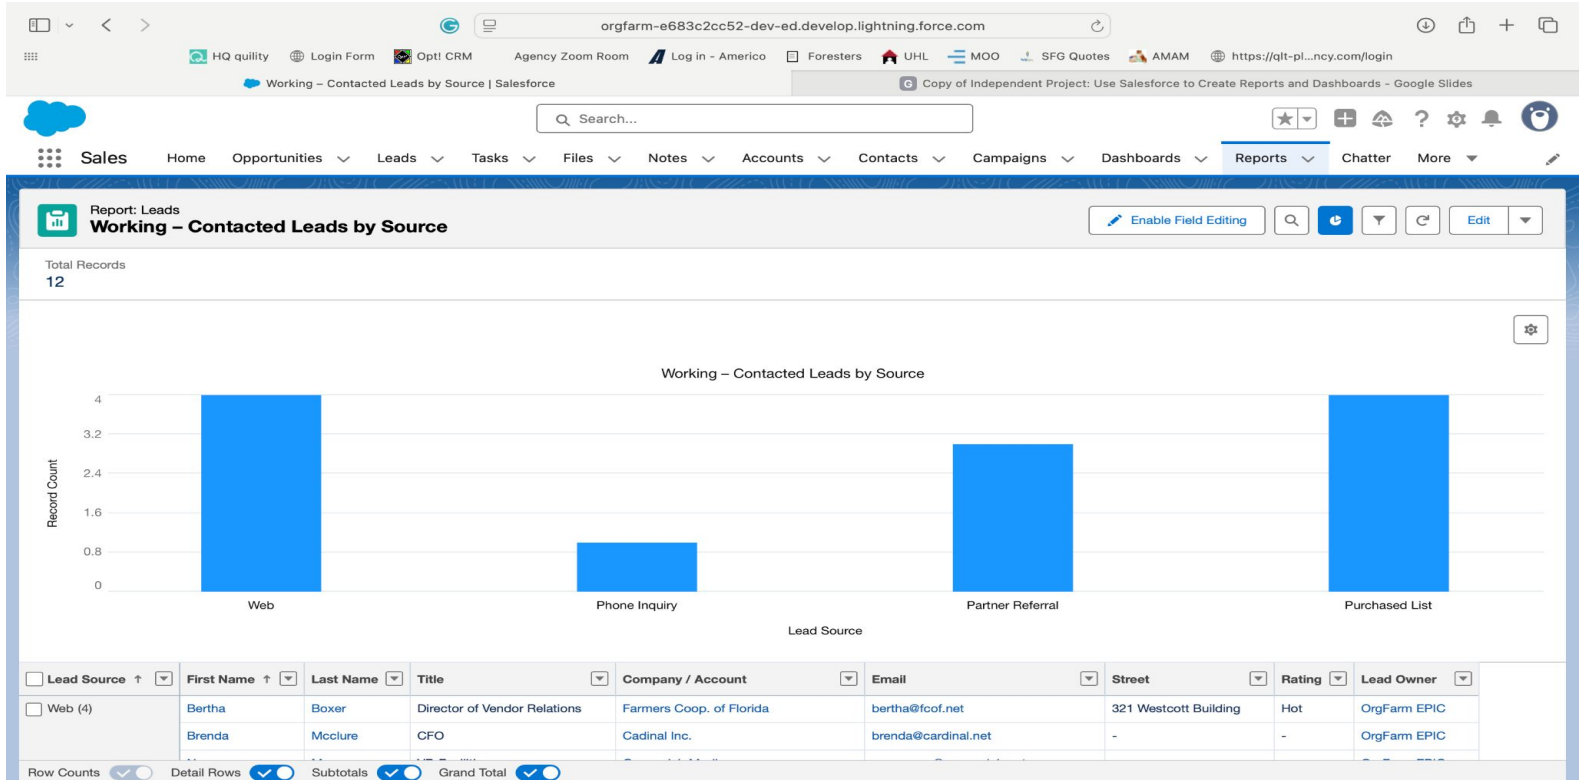 orgfarm-e683c2cc52-dev-ed.develop.lightning.force.com
HQ quility Login Form Opt! CRM Agency Zoom Room Log in - Americo Foresters UHL MOO SFG Quotes AMAM https://qlt-pl...ncy.com/login
Working – Contacted Leads by Source | Salesforce
G Copy of Independent Project: Use Salesforce to Create Reports and Dashboards - Google Slides
Search...
Sales Home Opportunities Leads Tasks Files Notes Accounts Contacts Campaigns Dashboards Reports Chatter More
Report: Leads
Working – Contacted Leads by Source
Enable Field Editing Edit
Total Records
12
Working – Contacted Leads by Source
4
3.2
2.4
1.6
0.8
0
Record Count
Web Phone Inquiry Partner Referral Purchased List
Lead Source
Lead Source ↑ First Name ↑ Last Name Title Company / Account Email Street Rating Lead Owner
Web (4) Bertha Boxer Director of Vendor Relations Farmers Coop. of Florida bertha@fcof.net 321 Westcott Building Hot OrgFarm EPIC
Brenda Mcclure CFO Cadinal Inc. brenda@cardinal.net - - OrgFarm EPIC
Row Counts Detail Rows Subtotals Grand Total